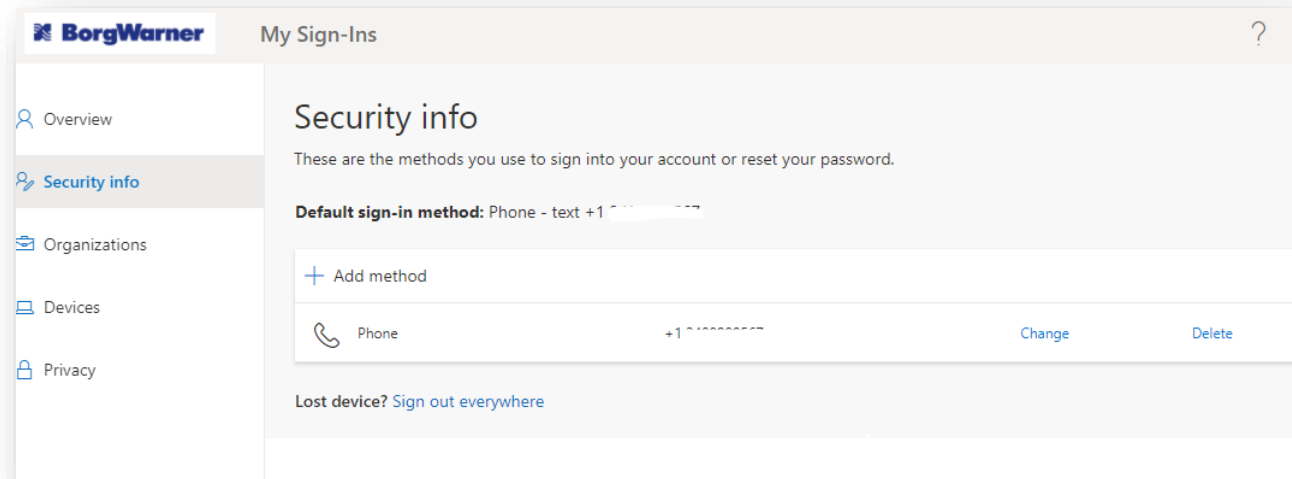 BorgWarner
My Sign-Ins
?
Overview
Security info
Organizations
Devices
Privacy
Security info
These are the methods you use to sign into your account or reset your password.
Default sign-in method: Phone - text +1
Add method
Phone +1 Change Delete
Lost device? Sign out everywhere